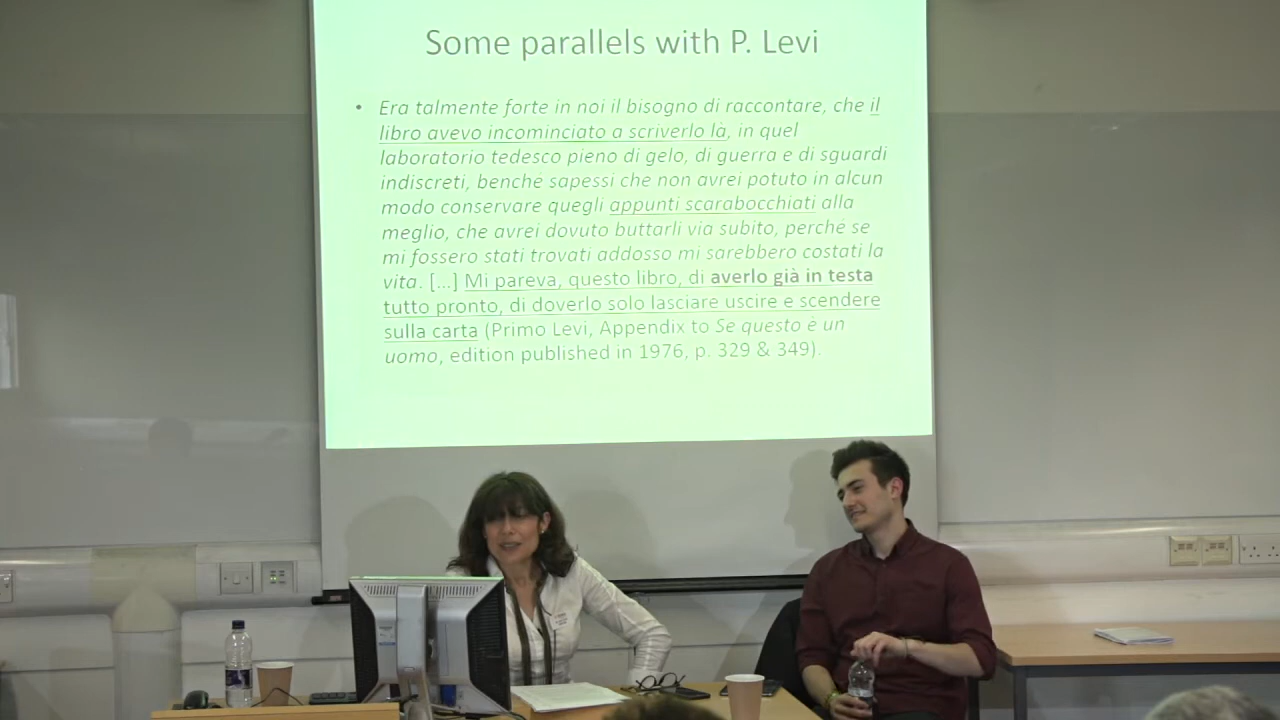 Some parallels with P. Levi
• Era talmente forte in noi il bisogno di raccontare, che il
libro avevo incominciato a scriverlo là, in quel
laboratorio tedesco pieno di gelo, di guerra e di sguardi
indiscreti, benché sapessi che non avrei potuto in alcun
modo conservare quegli appunti scarabocchiati alla
meglio, che avrei dovuto buttarli via subito, perché se
mi fossero stati trovati addosso mi sarebbero costati la
vita. [...] Mi pareva, questo libro, di averlo già in testa
tutto pronto, di doverlo solo lasciare uscire e scendere
sulla carta (Primo Levi, Appendix to Se questo è un
uomo, edition published in 1976, p. 329 & 349).